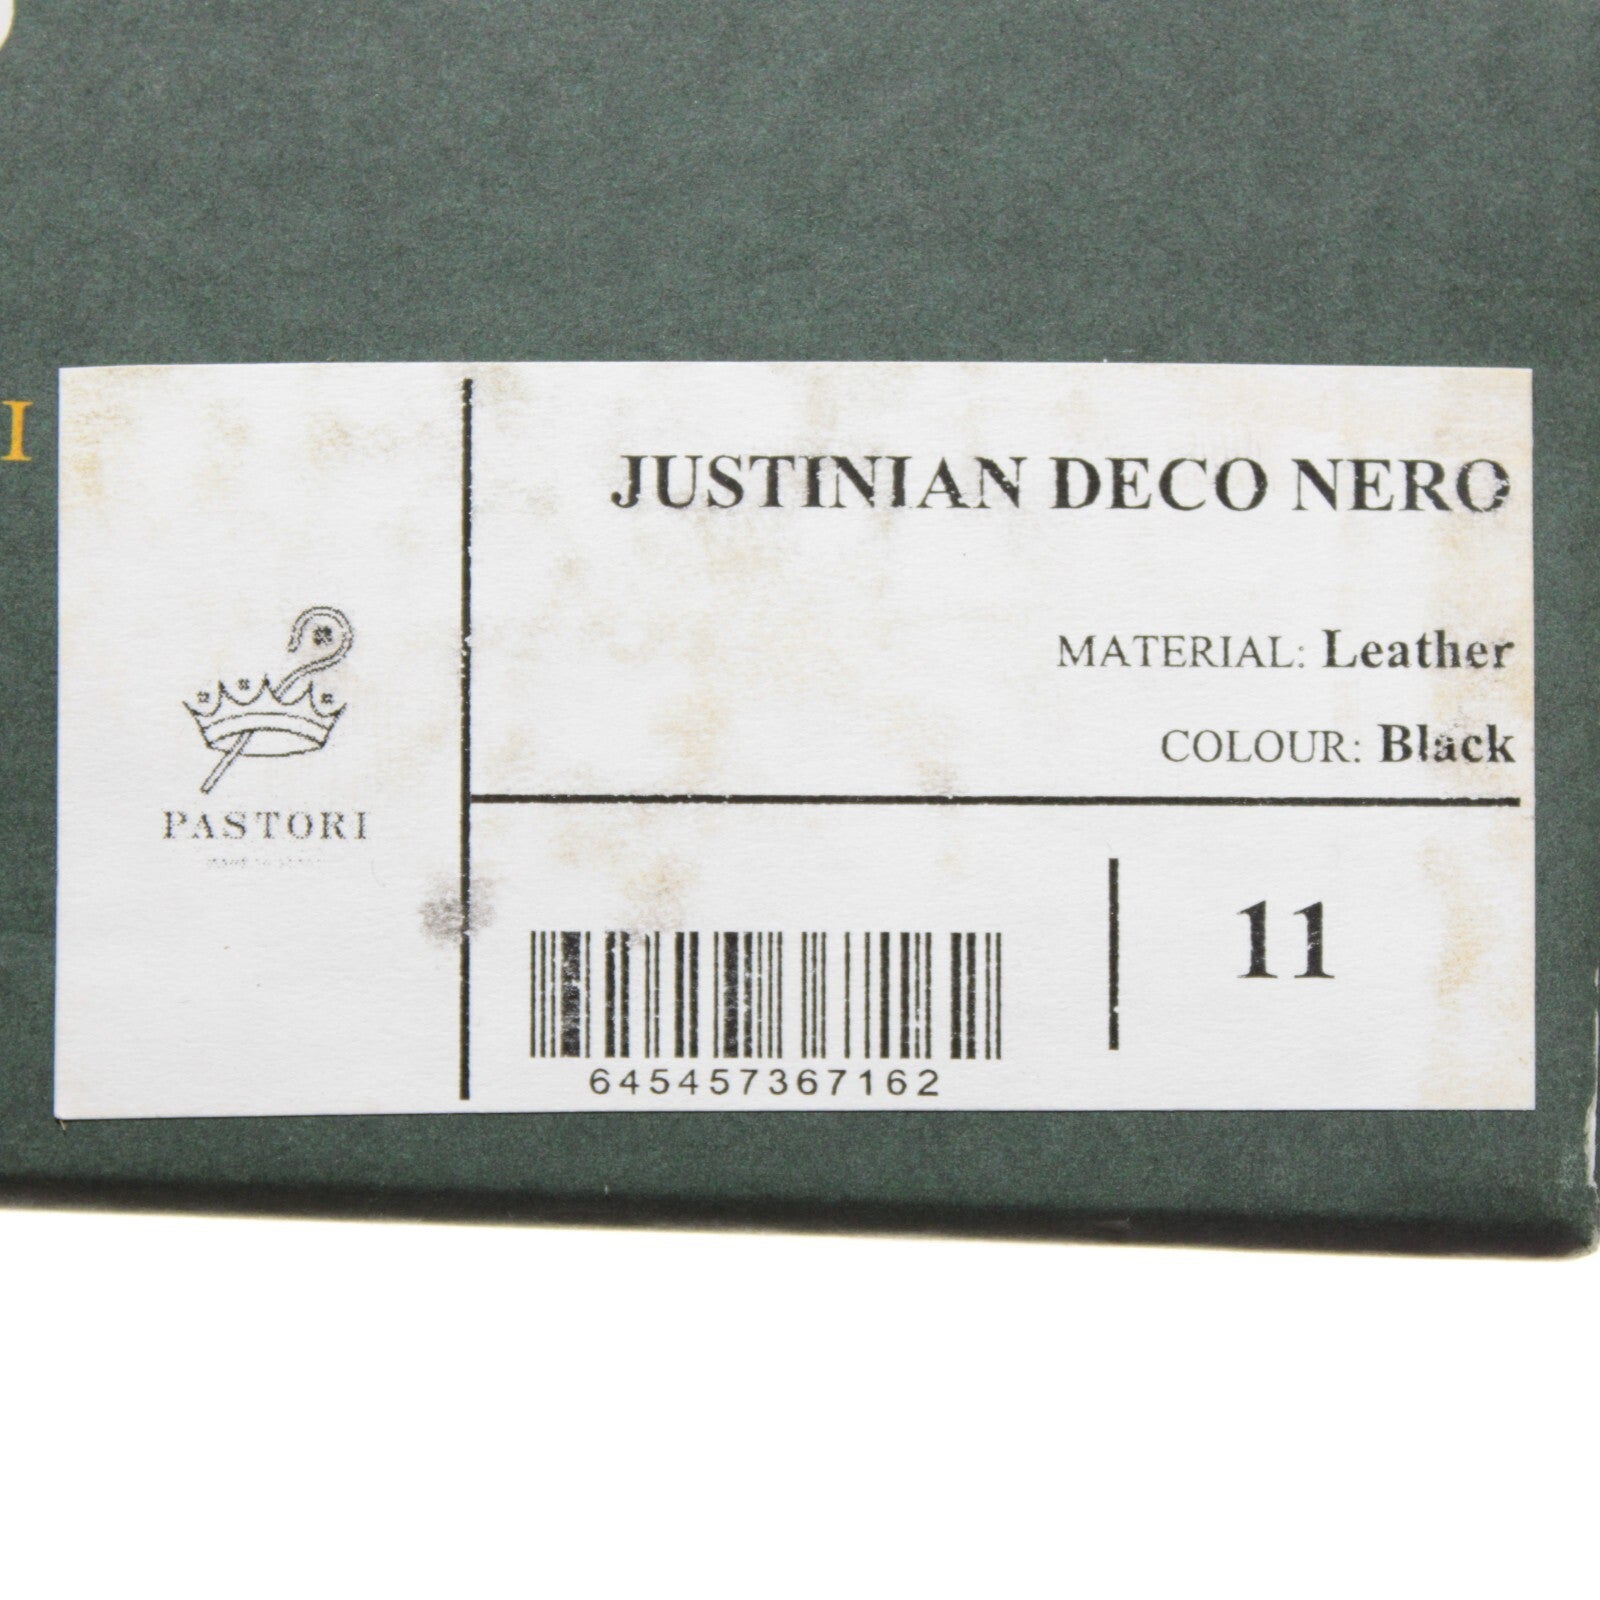 I
JUSTINIAN DECO NERO
MATERIAL: Leather
COLOUR: Black
PASTORI
645457367162
11